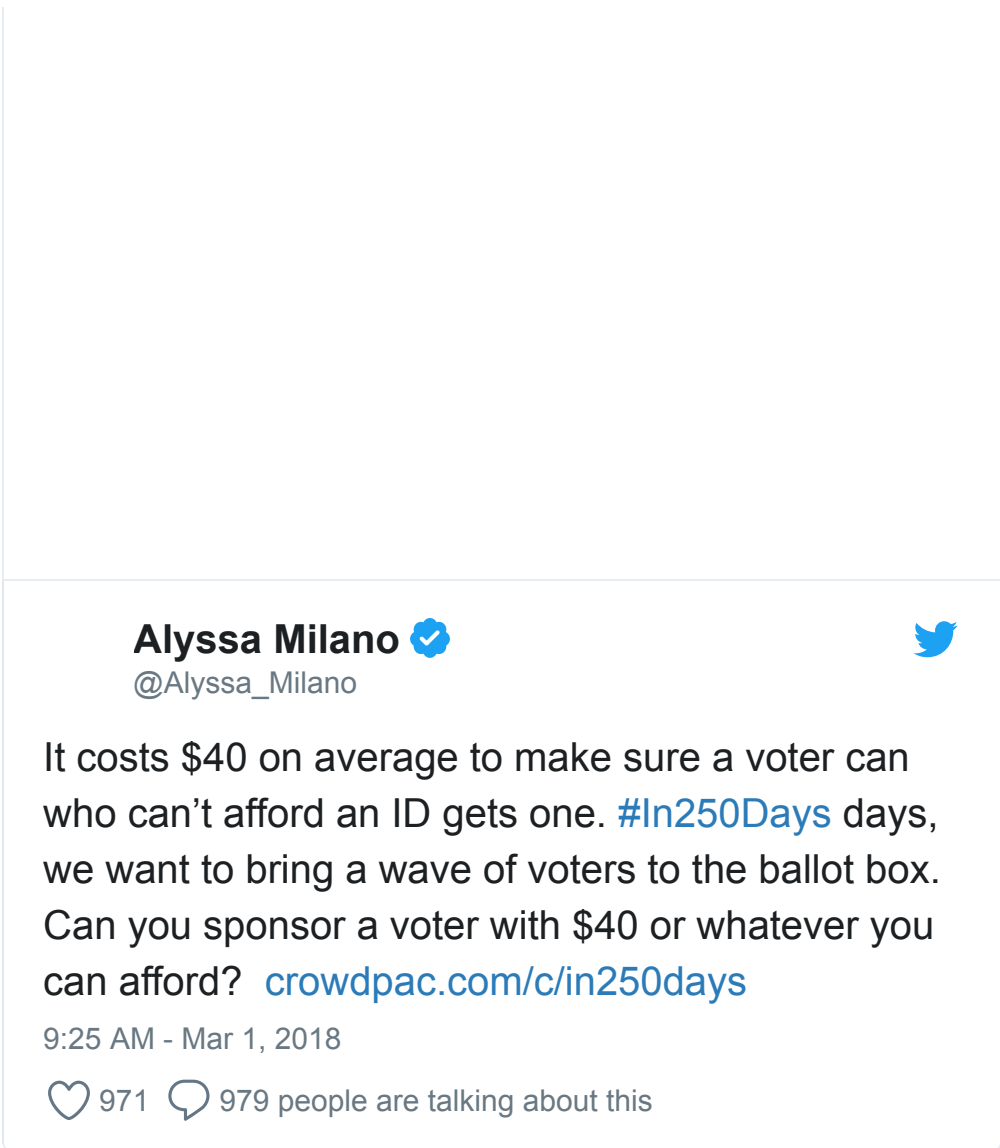 Alyssa Milano
@Alyssa_Milano
It costs $40 on average to make sure a voter can
who can’t afford an ID gets one. #In250Days days,
we want to bring a wave of voters to the ballot box.
Can you sponsor a voter with $40 or whatever you
can afford?  crowdpac.com/c/in250days
9:25 AM - Mar 1, 2018
971 979 people are talking about this